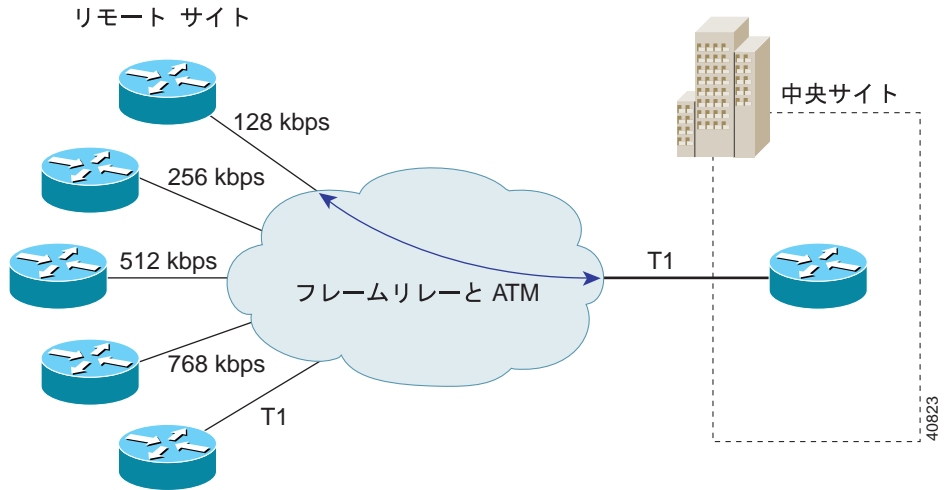 リモート サイト
128 kbps
256 kbps
512 kbps
768 kbps
T1
フレームリレーと ATM
T1
中央サイト
40823